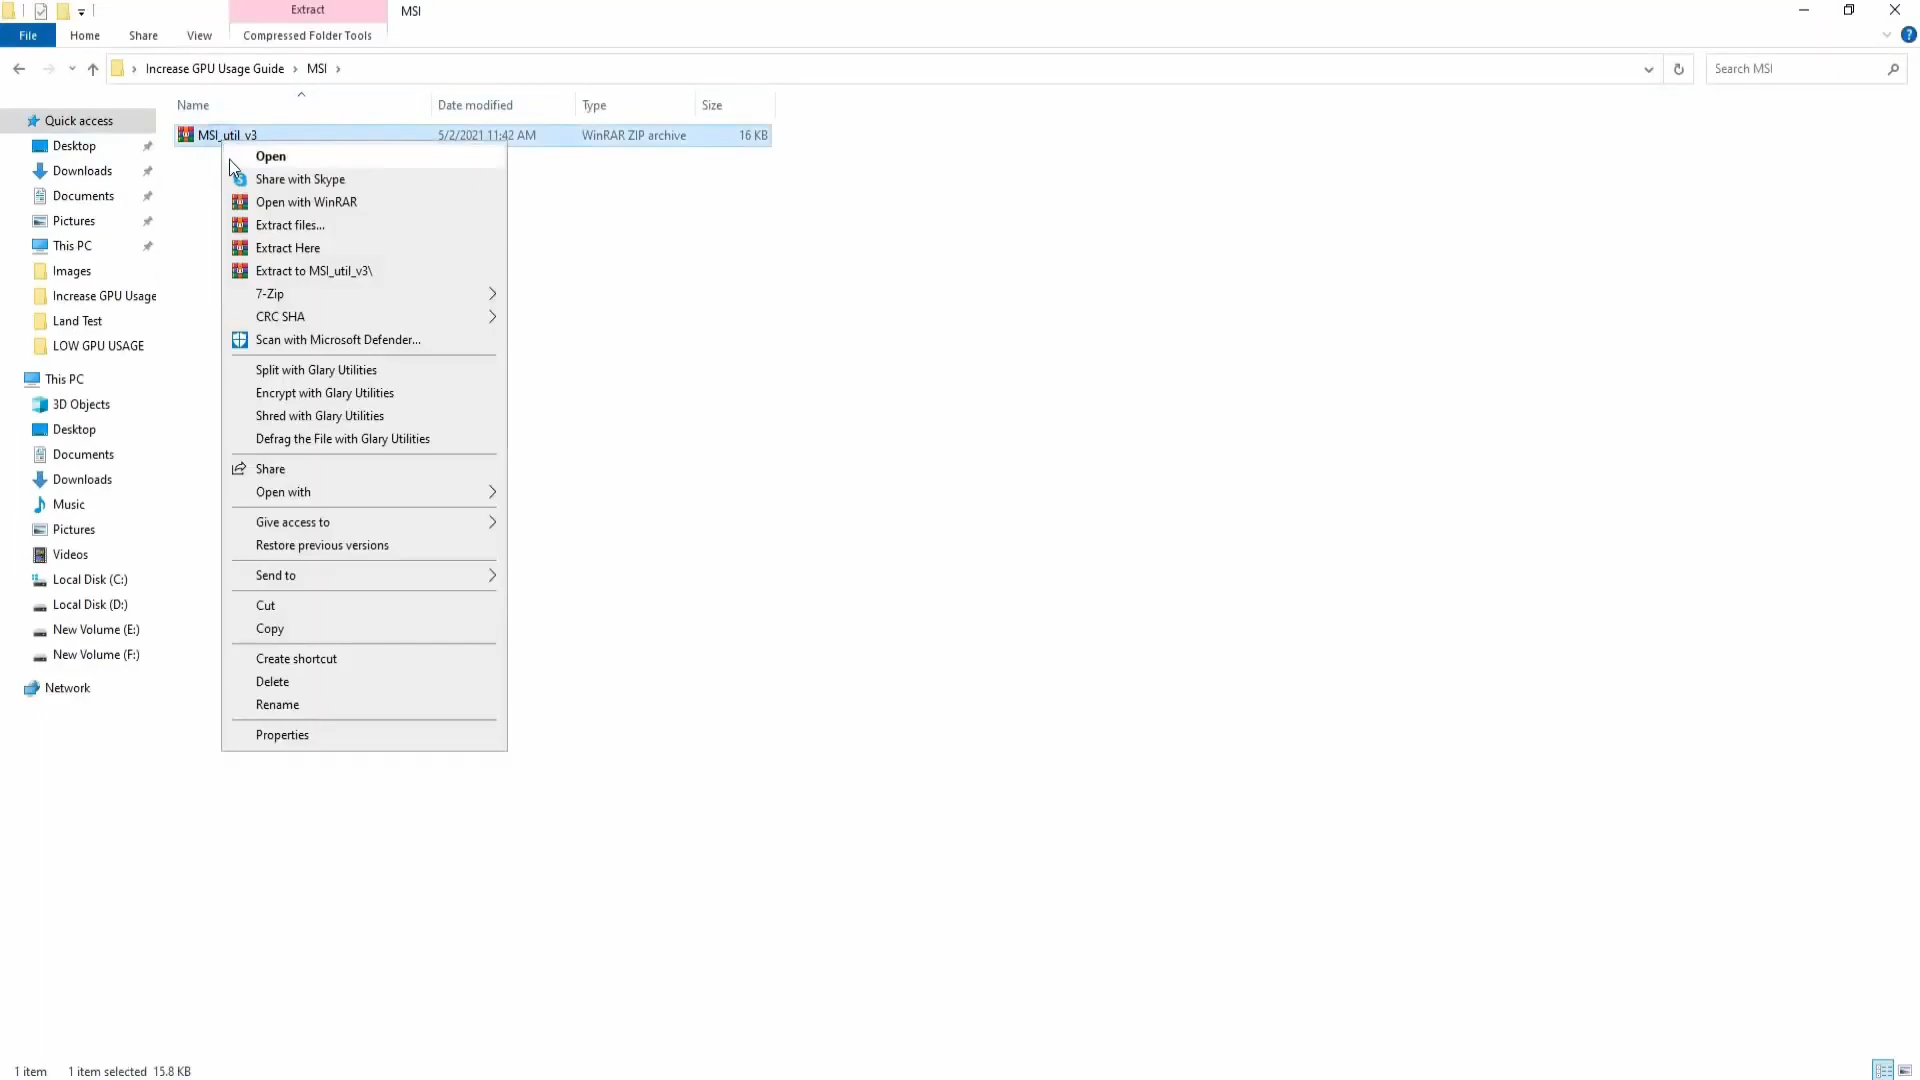 Extract
MSI
File
Home
Share
View
Compressed Folder Tools
Increase GPU Usage Guide
MSI
Search MSI
Name
Date modified
Type
Size
MSI_util_v3
5/2/2021 11:42 AM
WinRAR ZIP archive
16 KB
Quick access
Desktop
Downloads
Documents
Pictures
This PC
Images
Increase GPU Usage
Land Test
LOW GPU USAGE
This PC
3D Objects
Desktop
Documents
Downloads
Music
Pictures
Videos
Local Disk (C:)
Local Disk (D:)
New Volume (E:)
New Volume (F:)
Network
Open
Share with Skype
Open with WinRAR
Extract files...
Extract Here
Extract to MSI_util_v3\
7-Zip
CRC SHA
Scan with Microsoft Defender...
Split with Glary Utilities
Encrypt with Glary Utilities
Shred with Glary Utilities
Defrag the File with Glary Utilities
Share
Open with
Give access to
Restore previous versions
Send to
Cut
Copy
Create shortcut
Delete
Rename
Properties
1 item
1 item selected 15.8 KB